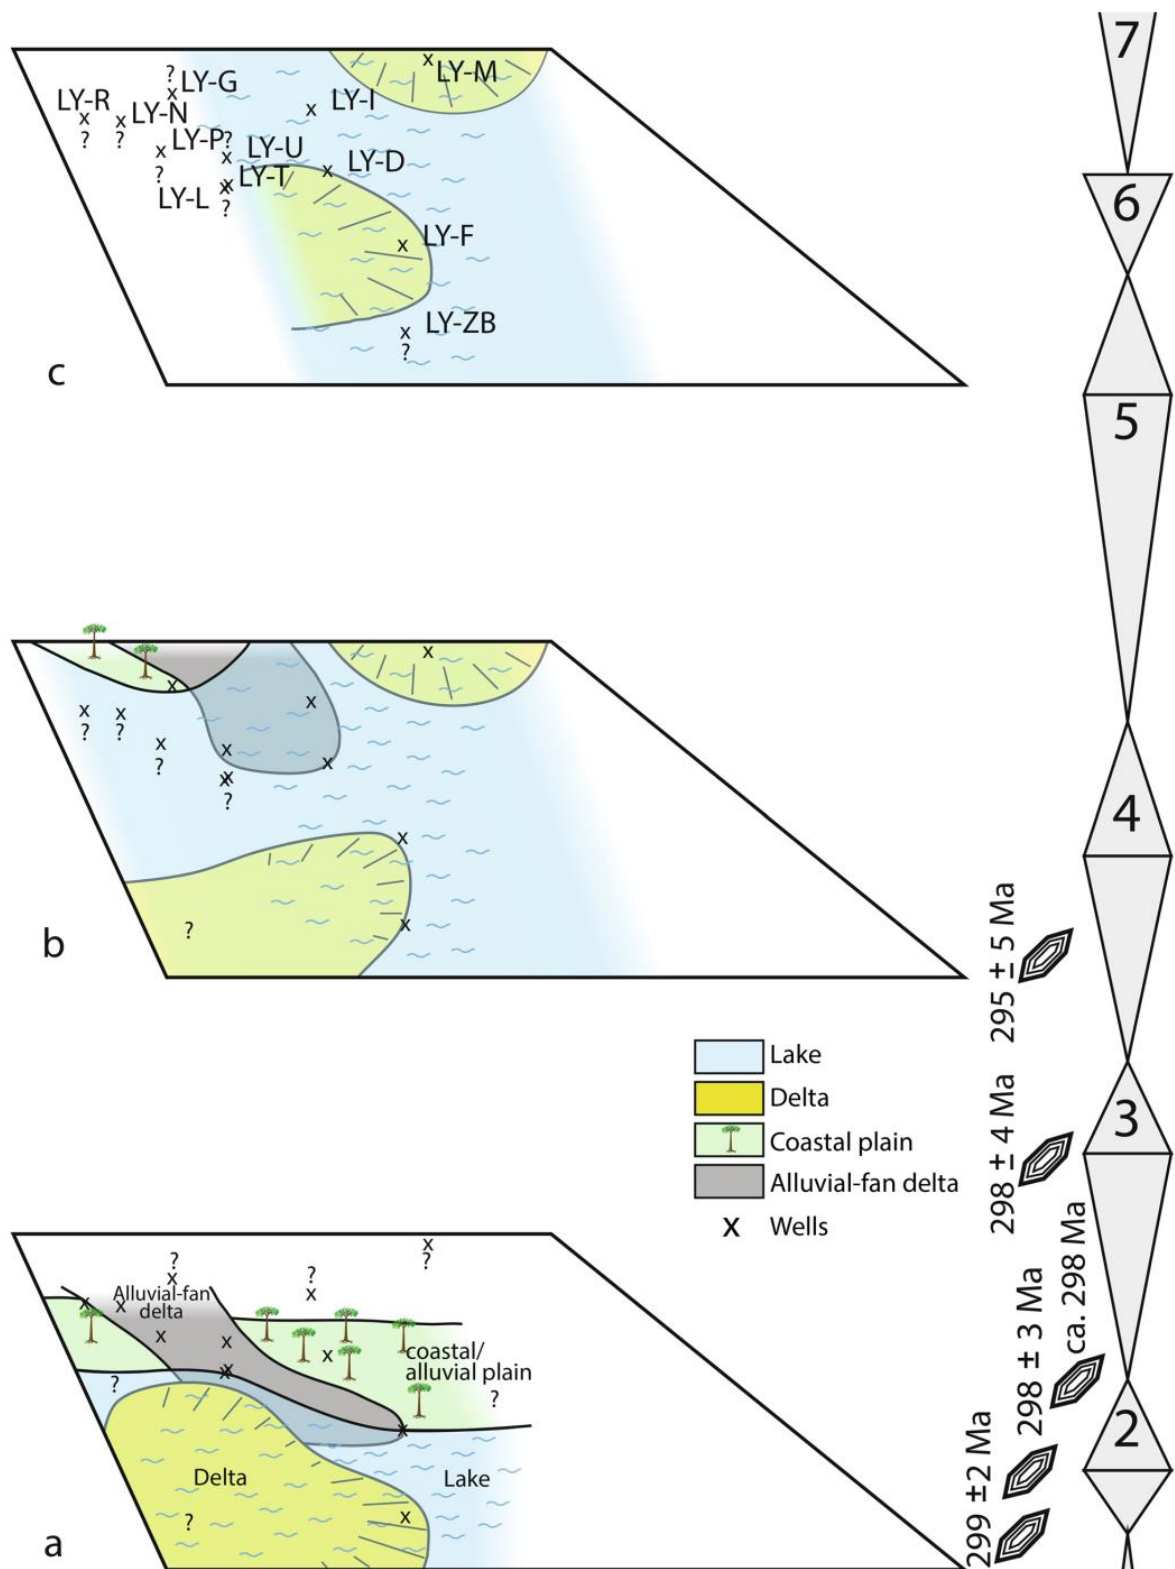 7
?
LY-G
LY-M
LY-R
x
LY-N
x
LY-I
x
x
x
?
?
LY-P
?
LY-U
x
x
LY-D
x
6
?
LY-T
x
LY-L
?
x
LY-F
x
LY-ZB
?
c
5
x
x
x
x
x
?
?
x
x
x
?
x
?
4
x
x
?
b
295 ± 5 Ma
Lake
Delta
Coastal plain
Alluvial-fan delta
x Wells
298 ± 4 Ma
3
ca. 298 Ma
298 ± 3 Ma
299 ±2 Ma
2
x
?
?
x
?
x
Alluvial-fan
delta
x
x
x
x
x
coastal/
alluvial plain
x
?
?
x
Delta
Lake
?
x
a